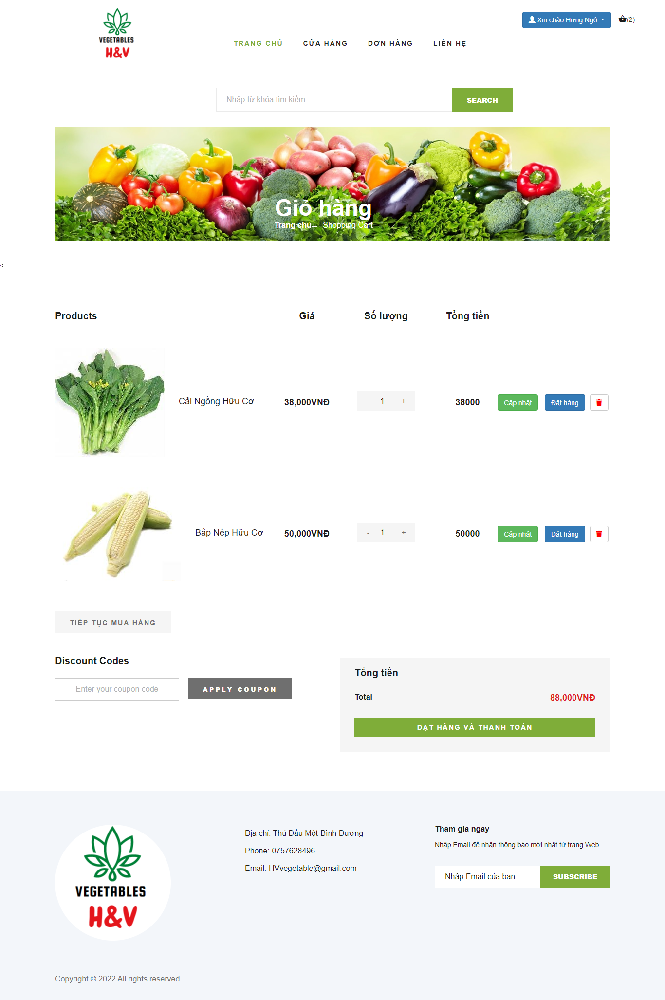 VEGETABLES
H&V
Xin chào:Hưng Ngô
(2)
TRANG CHỦ
CỬA HÀNG
ĐƠN HÀNG
LIÊN HỆ
Nhập từ khóa tìm kiếm
SEARCH
Giỏ hàng
Trang chủ– Shopping Cart
<
Products
Giá
Số lượng
Tổng tiền
Cải Ngồng Hữu Cơ
38,000VNĐ
- 1 +
38000
Cập nhật
Đặt hàng
Bắp Nếp Hữu Cơ
50,000VNĐ
- 1 +
50000
Cập nhật
Đặt hàng
TIẾP TỤC MUA HÀNG
Discount Codes
Enter your coupon code
APPLY COUPON
Tổng tiền
Total
88,000VNĐ
ĐẶT HÀNG VÀ THANH TOÁN
VEGETABLES
H&V
Địa chỉ: Thủ Dầu Một-Bình Dương
Phone: 0757628496
Email: HVvegetable@gmail.com
Tham gia ngay
Nhập Email để nhận thông báo mới nhất từ trang Web
Nhập Email của bạn
SUBSCRIBE
Copyright © 2022 All rights reserved